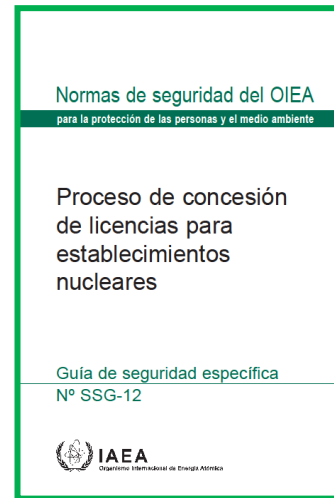 Normas de seguridad del OIEA
para la protección de las personas y el medio ambiente
Proceso de concesión
de licencias para
establecimientos
nucleares
Guía de seguridad específica
Nº SSG-12
IAEA
Organismo Internacional de Energía Atómica